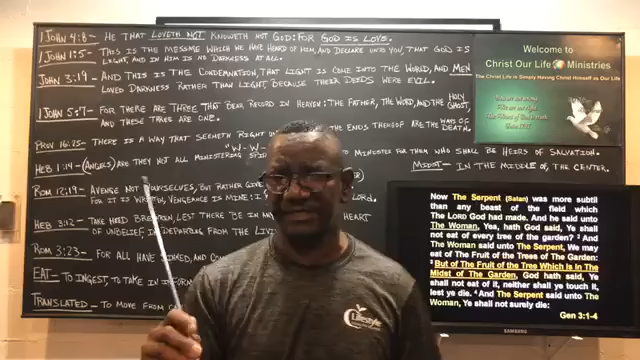 1 JOHN 4:8- HE THAT LOVETH NOT KNOWETH NOT GOD: FOR GOD IS LOVE.
1 JOHN 1:5- THIS IS THE MESSAGE WHICH WE HAVE HEARD OF HIM, AND DECLARE UNTO YOU, THAT GOD IS
LIGHT, AND IN HIM IS NO DARKNESS AT ALL.
JOHN 3:19- AND THIS IS THE CONDEMNATION, THAT LIGHT IS COME INTO THE WORLD, AND MEN
LOVED DARKNESS RATHER THAN LIGHT, BECAUSE THEIR DEEDS WERE EVIL.
1 JOHN 5:7- FOR THERE ARE THREE THAT BEAR RECORD IN HEAVEN: THE FATHER, THE WORD, AND THE HOLY GHOST,
AND THESE THREE ARE ONE.
PROV 16:25- THERE IS A WAY THAT SEEMETH RIGHT THE ENDS THEREOF ARE THE WAYS OF DEATH.
"W-W-
HEB 1:14- (ANGELS) ARE THEY NOT ALL MINISTERING TO MINISTER FOR THEM WHO SHALL BE HEIRS OF SALVATION.
MIDST- IN THE MIDDLE OF THE CENTER.
ROM 12:19- AVENGE NOT YOURSELVES, BUT RATHER GIVE
FOR IT IS WRITTEN, VENGEANCE IS MINE: LORD.
HEB 3:12- TAKE HEED BRETHREN, LEST THERE BE IN HEART
OF UNBELIEF, IN DEPARTING FROM THE
ROM 3:23- FOR ALL HAVE SINNED, AND
EAT- TO INGEST, TO TAKE IN
TRANSLATED- TO MOVE FROM
Welcome to
Christ Our Life Ministries
The Christ Life is Simply Having Christ Himself as Our Life
Now The Serpent (Satan) was more subtil
than any beast of the field which
The LORD God had made. And he said unto
The Woman, Yea, hath God said, Ye shall
not eat of every tree of the garden? 2 And
The Woman said unto The Serpent, We may
eat of The Fruit of the Trees of The Garden:
3 But of The Fruit of the Tree Which is in The
Midst of The Garden, God hath said, Ye
shall not eat of it, neither shall ye touch it,
lest ye die. 4 And The Serpent said unto The
Woman, Ye shall not surely die:
Gen 3:1-4
SAMSUNG
Lifestyle